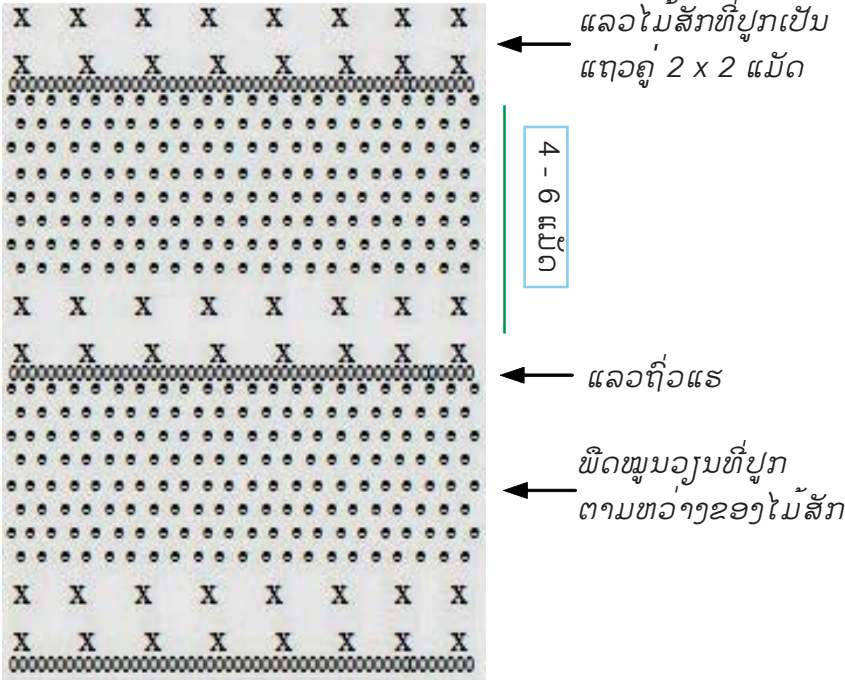 ແລວໄມ້ສັກທີ່ປູກເປັນ
ແຖວຄູ່ 2 x 2 ແມັດ
4 - 6 ແມັດ
ແລວຖົ່ວແຮ
ພືດໝູນວຽນທີ່ປູກ
ຕາມຫວ່າງຂອງໄມ້ສັກ